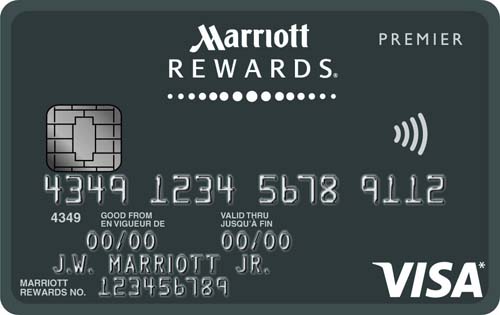 Marriott
PREMIER
REWARDS®
4349 1234 5678 9112
4349
GOOD FROM
EN VIGUEUR DE
VALID THRU
JUSQU'À FIN
00/00 00/00
J.W. MARRIOTT JR.
MARRIOTT
REWARDS NO.
123456789
VISA*